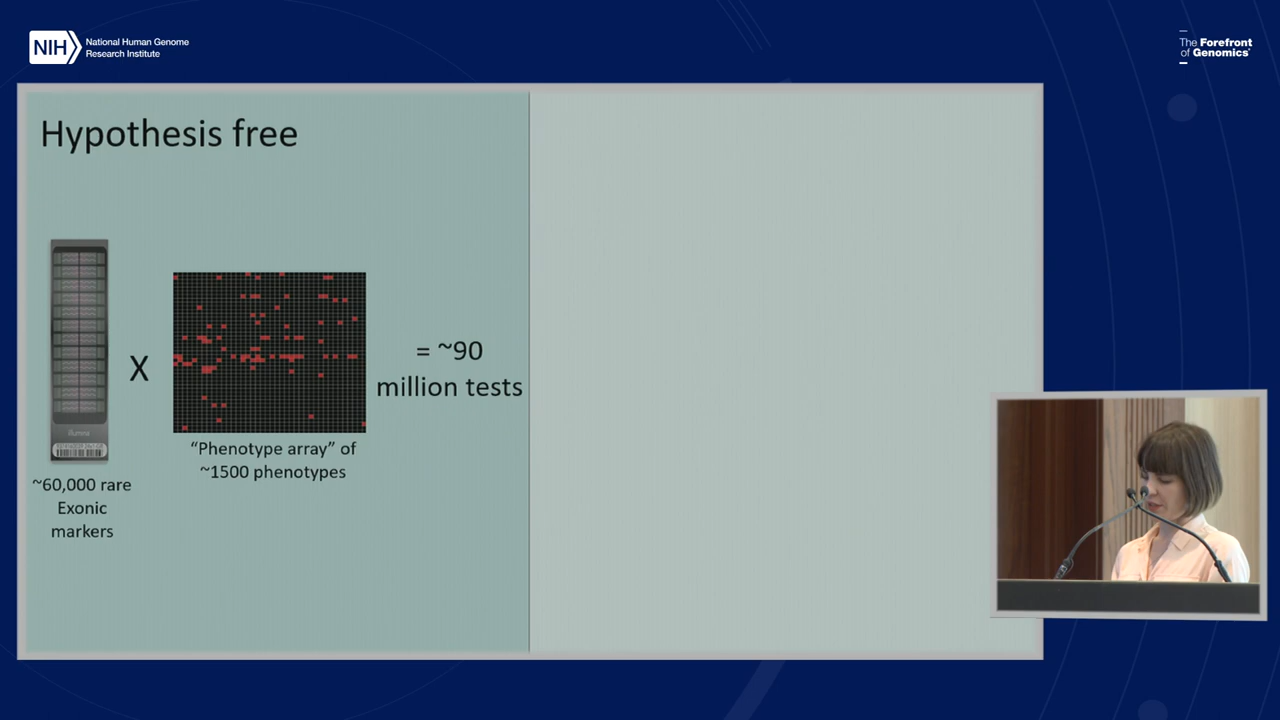 NIH
National Human Genome
Research Institute
The Forefront
of Genomics
Hypothesis free
X
= ~90
million tests
illumina
"Phenotype array" of
~1500 phenotypes
~60,000 rare
Exonic
markers